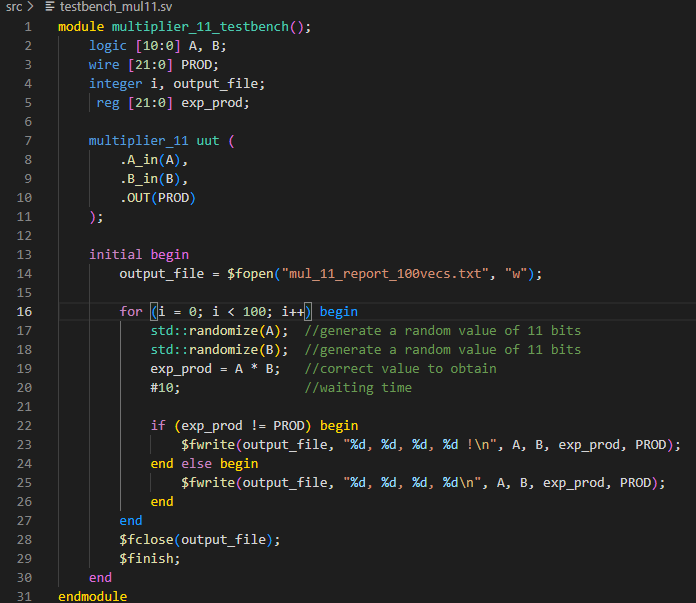 src > testbench_mul11.sv
1 module multiplier_11_testbench();
2     logic [10:0] A, B;
3     wire [21:0] PROD;
4     integer i, output_file;
5      reg [21:0] exp_prod;
6
7     multiplier_11 uut (
8         .A_in(A),
9         .B_in(B),
10         .OUT(PROD)
11     );
12
13     initial begin
14         output_file = $fopen("mul_11_report_100vecs.txt", "w");
15
16         for (i = 0; i < 100; i++) begin
17             std::randomize(A);  //generate a random value of 11 bits
18             std::randomize(B);  //generate a random value of 11 bits
19             exp_prod = A * B;   //correct value to obtain
20             #10;                //waiting time
21
22             if (exp_prod != PROD) begin
23                 $fwrite(output_file, "%d, %d, %d, %d !\n", A, B, exp_prod, PROD);
24             end else begin
25                 $fwrite(output_file, "%d, %d, %d, %d\n", A, B, exp_prod, PROD);
26             end
27         end
28         $fclose(output_file);
29         $finish;
30     end
31 endmodule